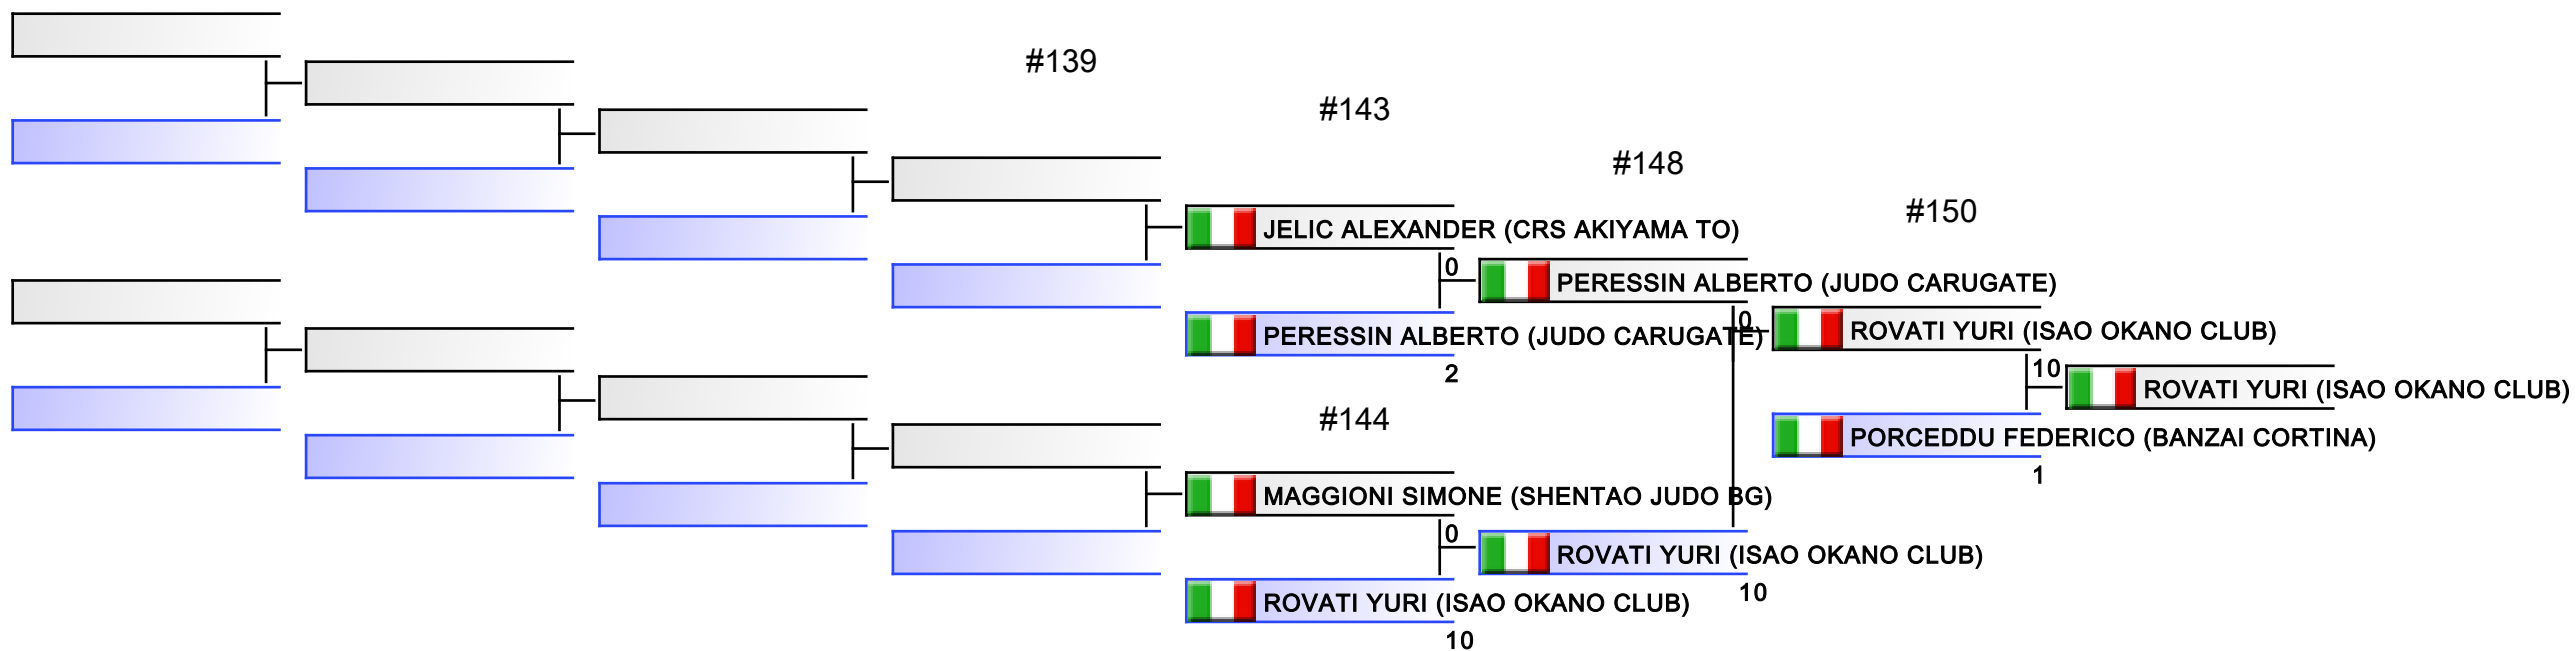 #139
#143
#148
#150
JELIC ALEXANDER (CRS AKIYAMA TO)
0
PERESSIN ALBERTO (JUDO CARUGATE)
PERESSIN ALBERTO (JUDO CARUGATE)
2
0
ROVATI YURI (ISAO OKANO CLUB)
10
ROVATI YURI (ISAO OKANO CLUB)
PORCEDDU FEDERICO (BANZAI CORTINA)
1
#144
MAGGIONI SIMONE (SHENTAO JUDO BG)
0
ROVATI YURI (ISAO OKANO CLUB)
10
ROVATI YURI (ISAO OKANO CLUB)
10